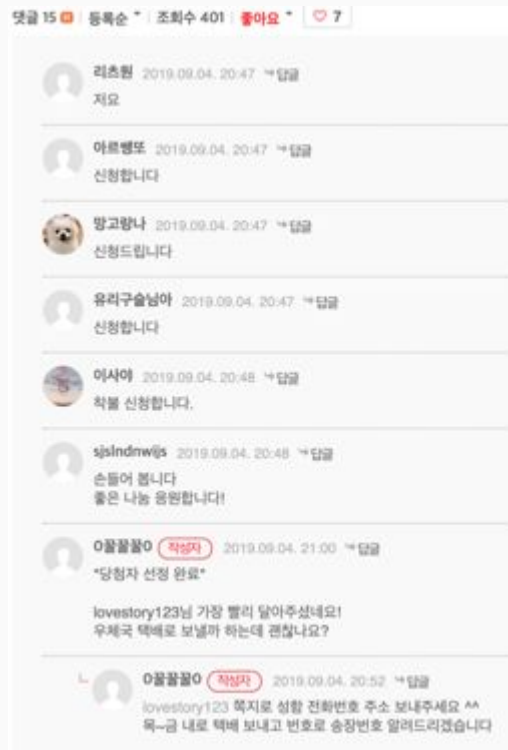 댓글 15 등록순 조회수 401 좋아요 ♡ 7
리츠원 2019.09.04. 20:47 답글
저요
아르쌩또 2019.09.04. 20:47 답글
신청합니다
망고랑나 2019.09.04. 20:47 답글
신청드립니다
유리구슬님아 2019.09.04. 20:47 답글
신청합니다
이사야 2019.09.04. 20:48 답글
착불 신청합니다.
sjslndnwijs 2019.09.04. 20:48 답글
손들어 봅니다
좋은 나눔 응원합니다!
0꿀꿀꿀0 작성자 2019.09.04. 21:00 답글
*당첨자 선정 완료*
lovestory123님 가장 빨리 달아주셨네요!
우체국 택배로 보낼까 하는데 괜찮나요?
0꿀꿀꿀0 작성자 2019.09.04. 20:52 답글
lovestory123 쪽지로 성함 전화번호 주소 보내주세요 ^^
목~금 내로 택배 보내고 번호로 송장번호 알려드리겠습니다